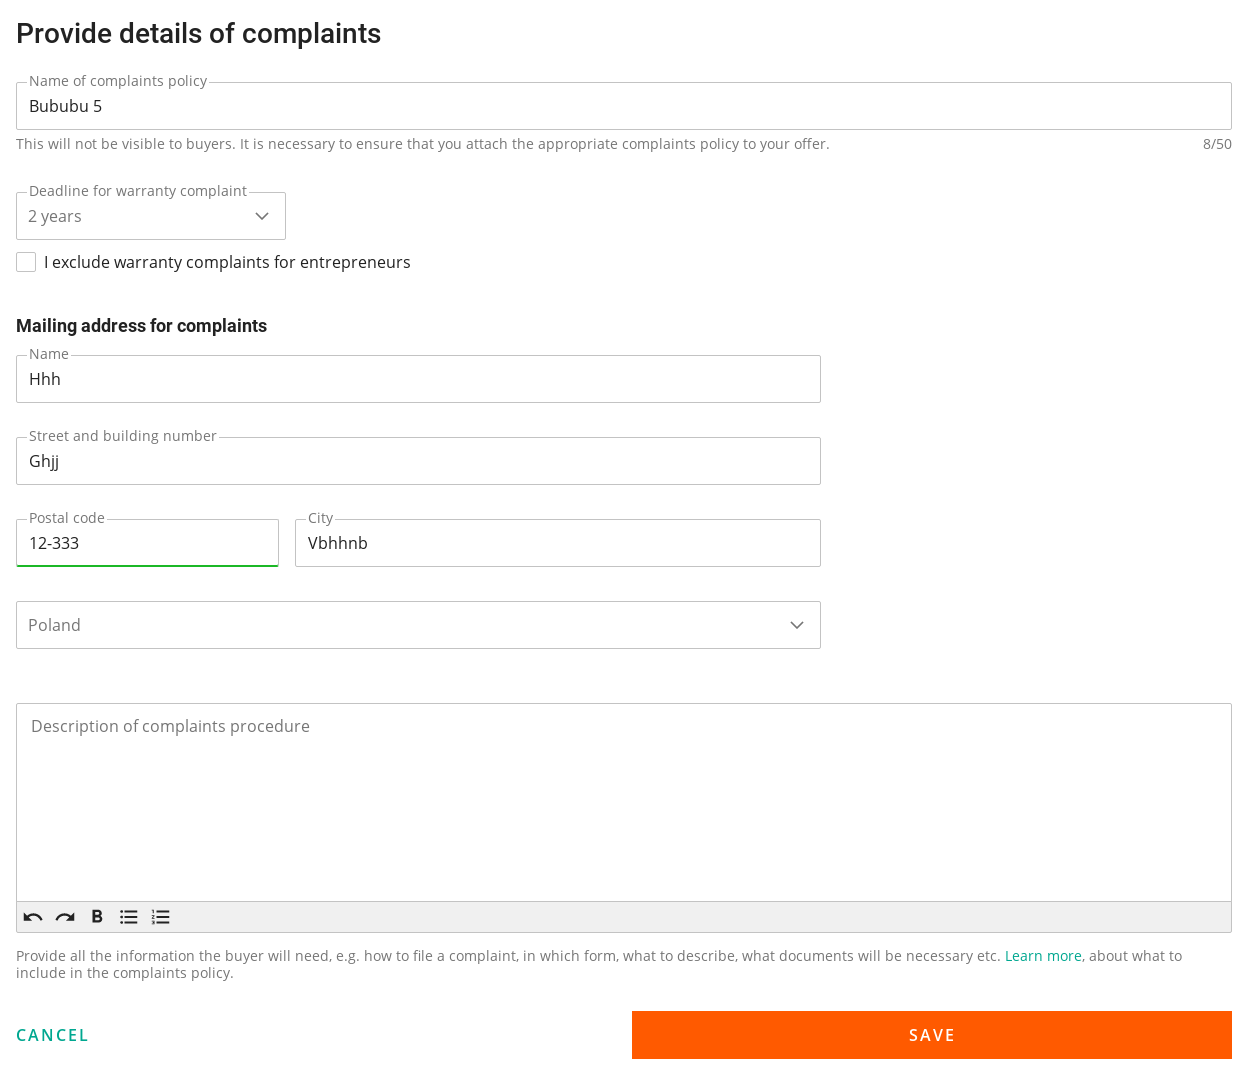 Provide details of complaints
Name of complaints policy
Bububu 5
This will not be visible to buyers. It is necessary to ensure that you attach the appropriate complaints policy to your offer.
8/50
Deadline for warranty complaint
2 years
I exclude warranty complaints for entrepreneurs
Mailing address for complaints
Name
Hhh
Street and building number
Ghjj
Postal code
12-333
City
Vbhhnb
Poland
Description of complaints procedure
B
Provide all the information the buyer will need, e.g. how to file a complaint, in which form, what to describe, what documents will be necessary etc. Learn more, about what to
include in the complaints policy.
CANCEL
SAVE